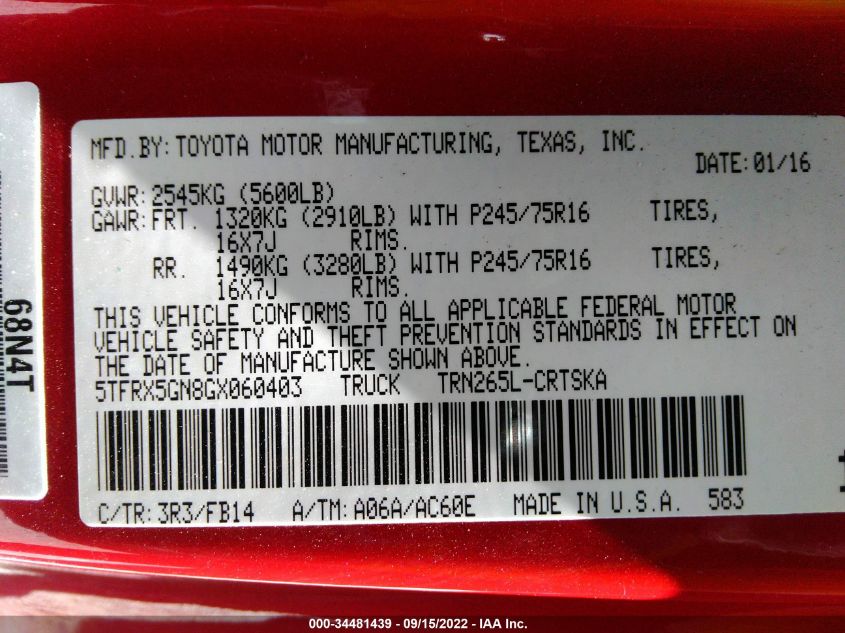 MFD.BY: TOYOTA MOTOR MANUFACTURING, TEXAS, INC.
DATE: 01/16
GVWR: 2545KG (5600LB)
GAWR: FRT. 1320KG (2910LB) WITH P245/75R16 TIRES,
16X7J RIMS.
RR. 1490KG (3280LB) WITH P245/75R16 TIRES,
16X7J RIMS.
THIS VEHICLE CONFORMS TO ALL APPLICABLE FEDERAL MOTOR
VEHICLE SAFETY AND THEFT PREVENTION STANDARDS IN EFFECT ON
THE DATE OF MANUFACTURE SHOWN ABOVE.
5TFRX5GN8GX060403 TRUCK TRN265L-CRTSKA
C/TR: 3R3/FB14 A/TM: A06A/AC60E MADE IN U.S.A. 583
68N4T
000-34481439 - 09/15/2022 - IAA Inc.